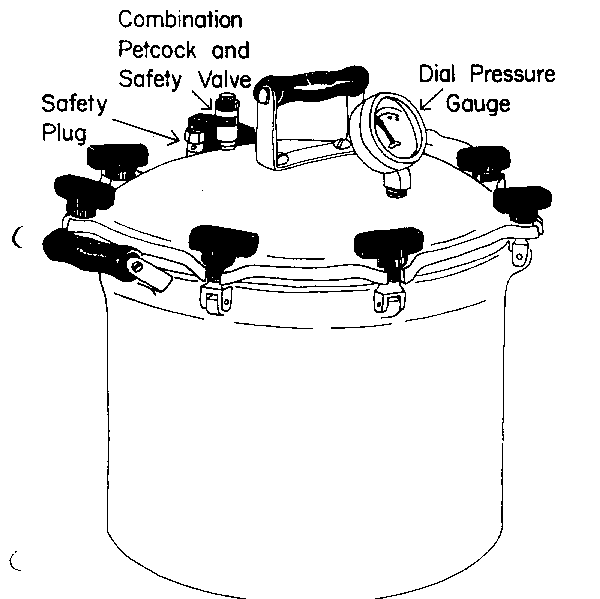 Combination
Petcock and
Safety Valve
Dial Pressure
Gauge
Safety
Plug